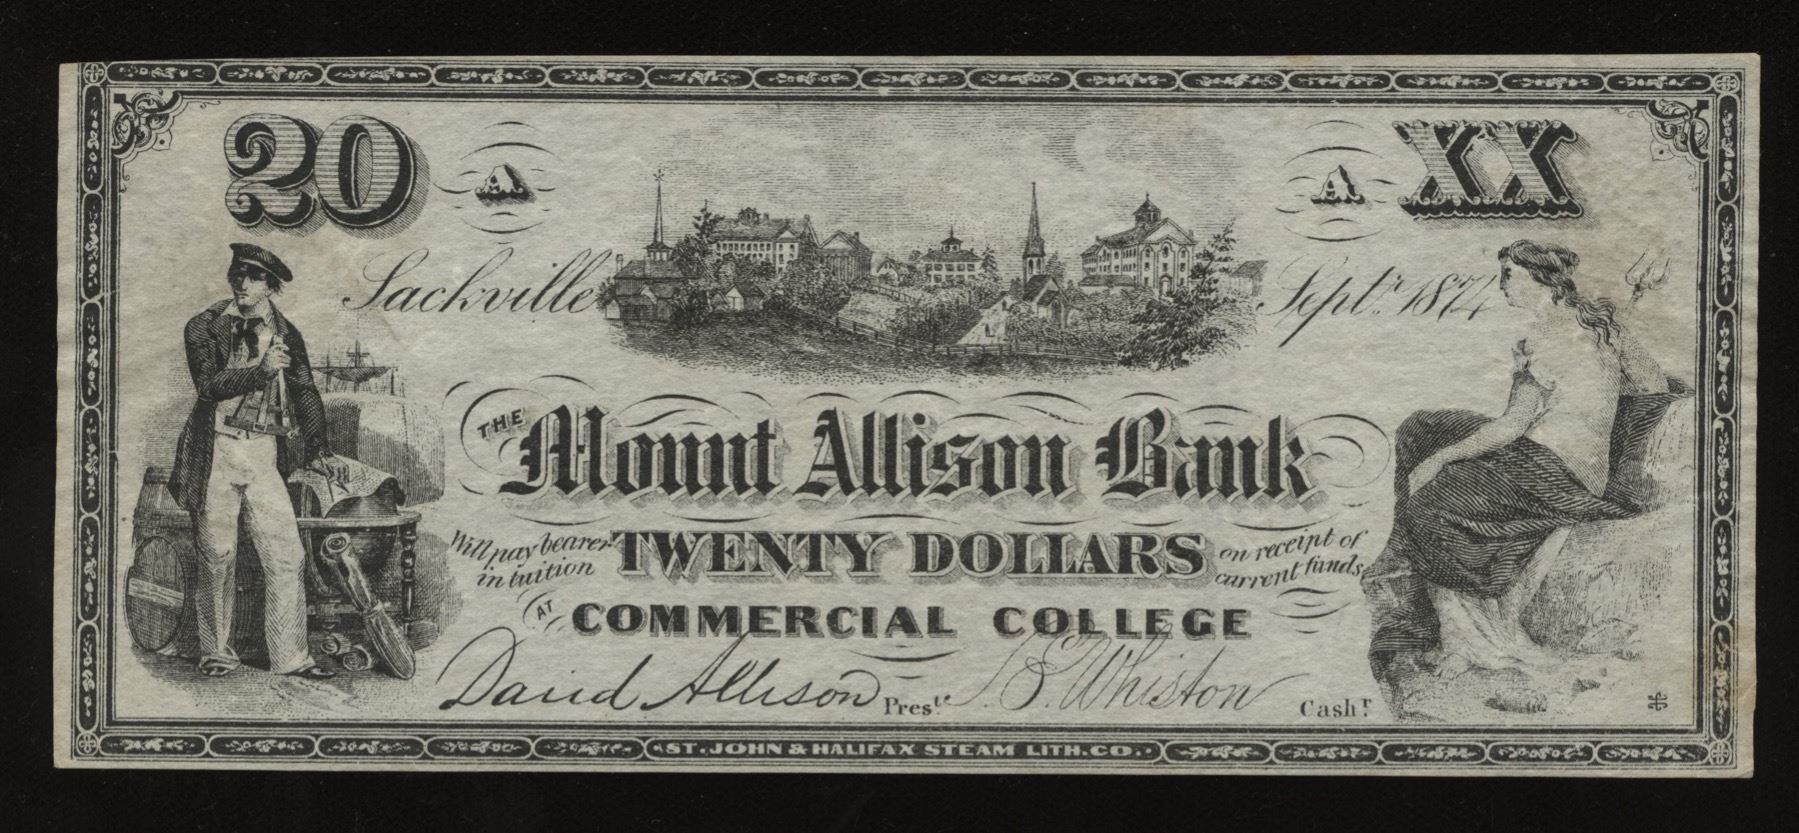 20 A A XX
Sackville Sept.r 1874
THE Mount Allison Bank
Will pay bearer in tuition TWENTY DOLLARS on receipt of current funds
AT COMMERCIAL COLLEGE
David Allison Prest. S. E. Whiston Cashr.
ST. JOHN & HALIFAX STEAM LITH. CO.